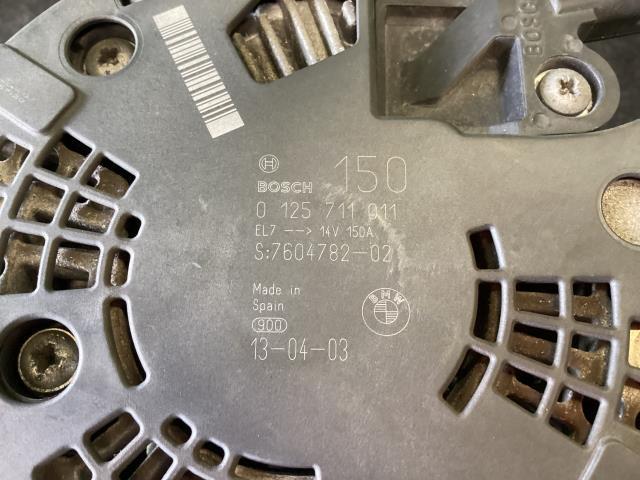 BOSCH
BOSCH 150
0 125 711 011
EL7 --> 14V 150A
S:7604782-02
Made in
Spain
BMW
900
13-04-03